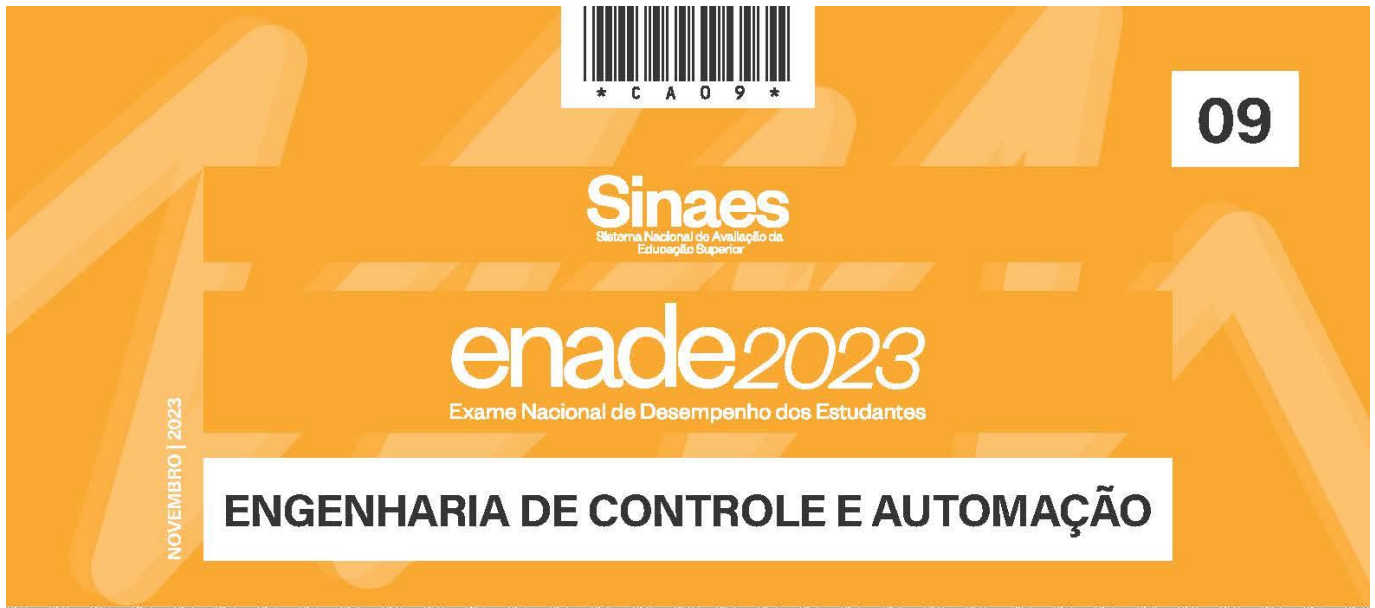 * C A 0 9 *
09
Sinaes
Sistema Nacional de Avaliação da
Educação Superior
enade2023
Exame Nacional de Desempenho dos Estudantes
NOVEMBRO | 2023
ENGENHARIA DE CONTROLE E AUTOMAÇÃO